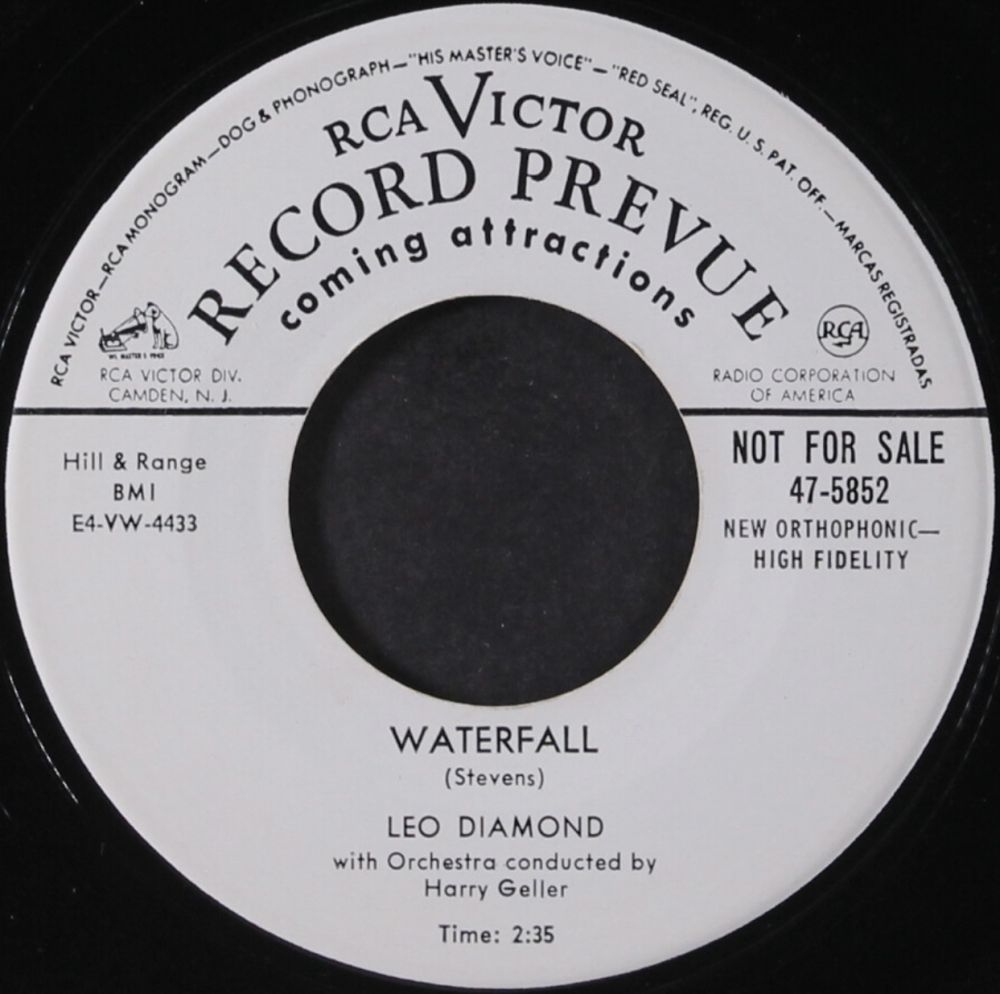 RCA VICTOR—RCA MONOGRAM—DOG & PHONOGRAPH—"HIS MASTER'S VOICE"—"RED SEAL", REG. U. S. PAT. OFF.—MARCAS REGISTRADAS
RCA VICTOR
RECORD PREVUE
coming attractions
RCA
RCA VICTOR DIV.
CAMDEN, N. J.
RADIO CORPORATION
OF AMERICA
Hill & Range
BMI
E4-VW-4433
NOT FOR SALE
47-5852
NEW ORTHOPHONIC—
HIGH FIDELITY
WATERFALL
(Stevens)
LEO DIAMOND
with Orchestra conducted by
Harry Geller
Time: 2:35